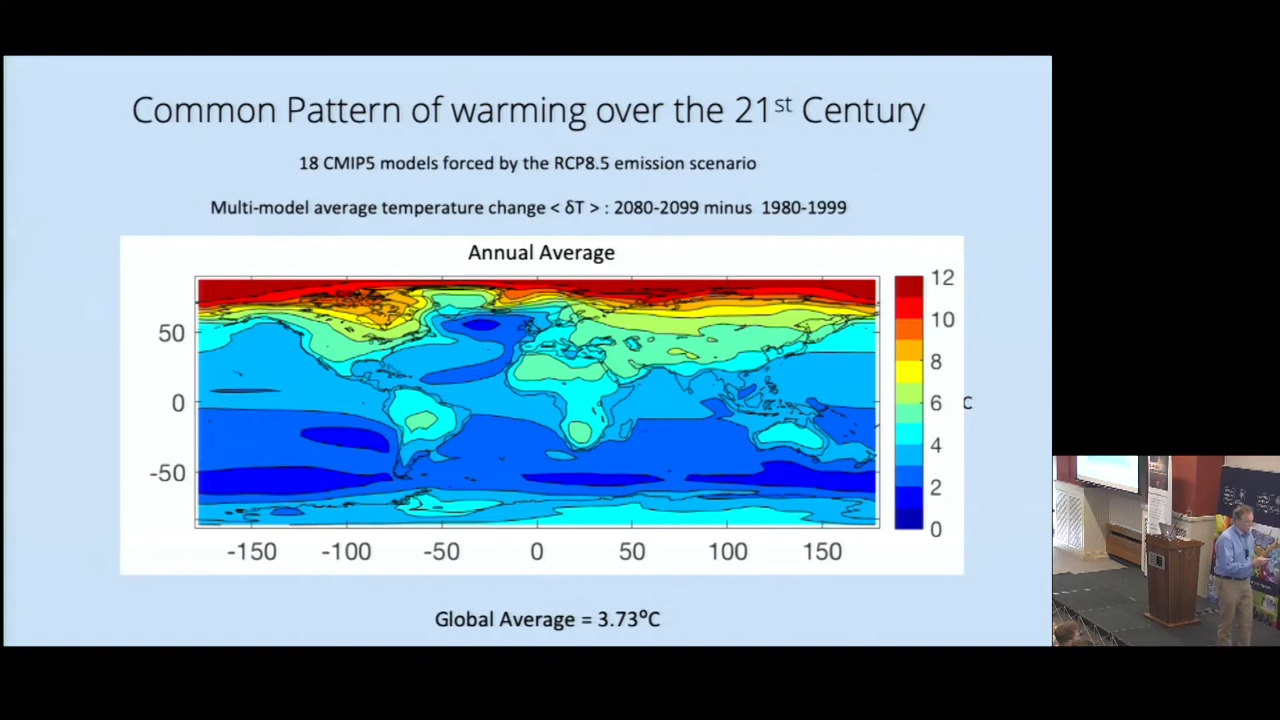 Common Pattern of warming over the 21st Century
18 CMIP5 models forced by the RCP8.5 emission scenario
Multi-model average temperature change < δT > : 2080-2099 minus 1980-1999
Annual Average
12
10
8
6
4
2
0
C
50
0
-50
-150 -100 -50 0 50 100 150
Global Average = 3.73ºC